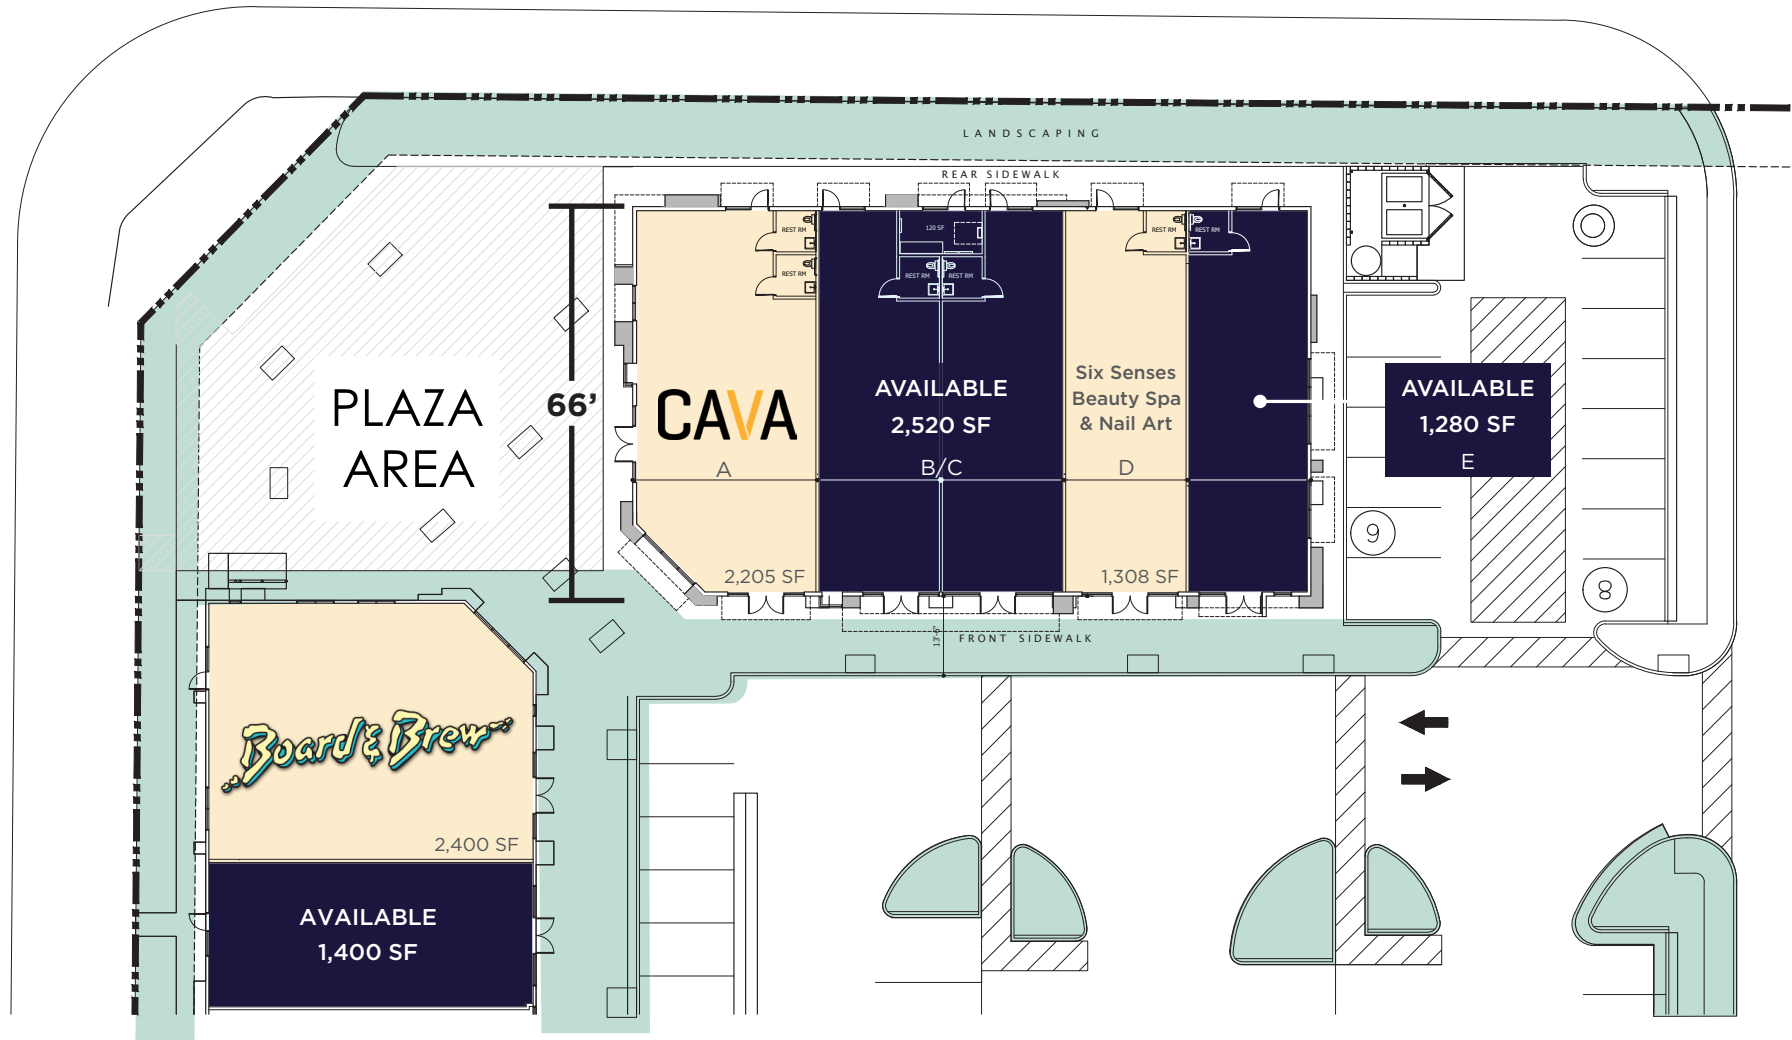 LANDSCAPING
REAR SIDEWALK
REST RM
REST RM
120 SF
REST RM
REST RM
REST RM
REST RM
PLAZA
AREA
66’
CAVA
A
2,205 SF
AVAILABLE
2,520 SF
B/C
Six Senses
Beauty Spa
& Nail Art
D
1,308 SF
AVAILABLE
1,280 SF
E
9
8
13'-6"
FRONT SIDEWALK
Board & Brew
2,400 SF
AVAILABLE
1,400 SF